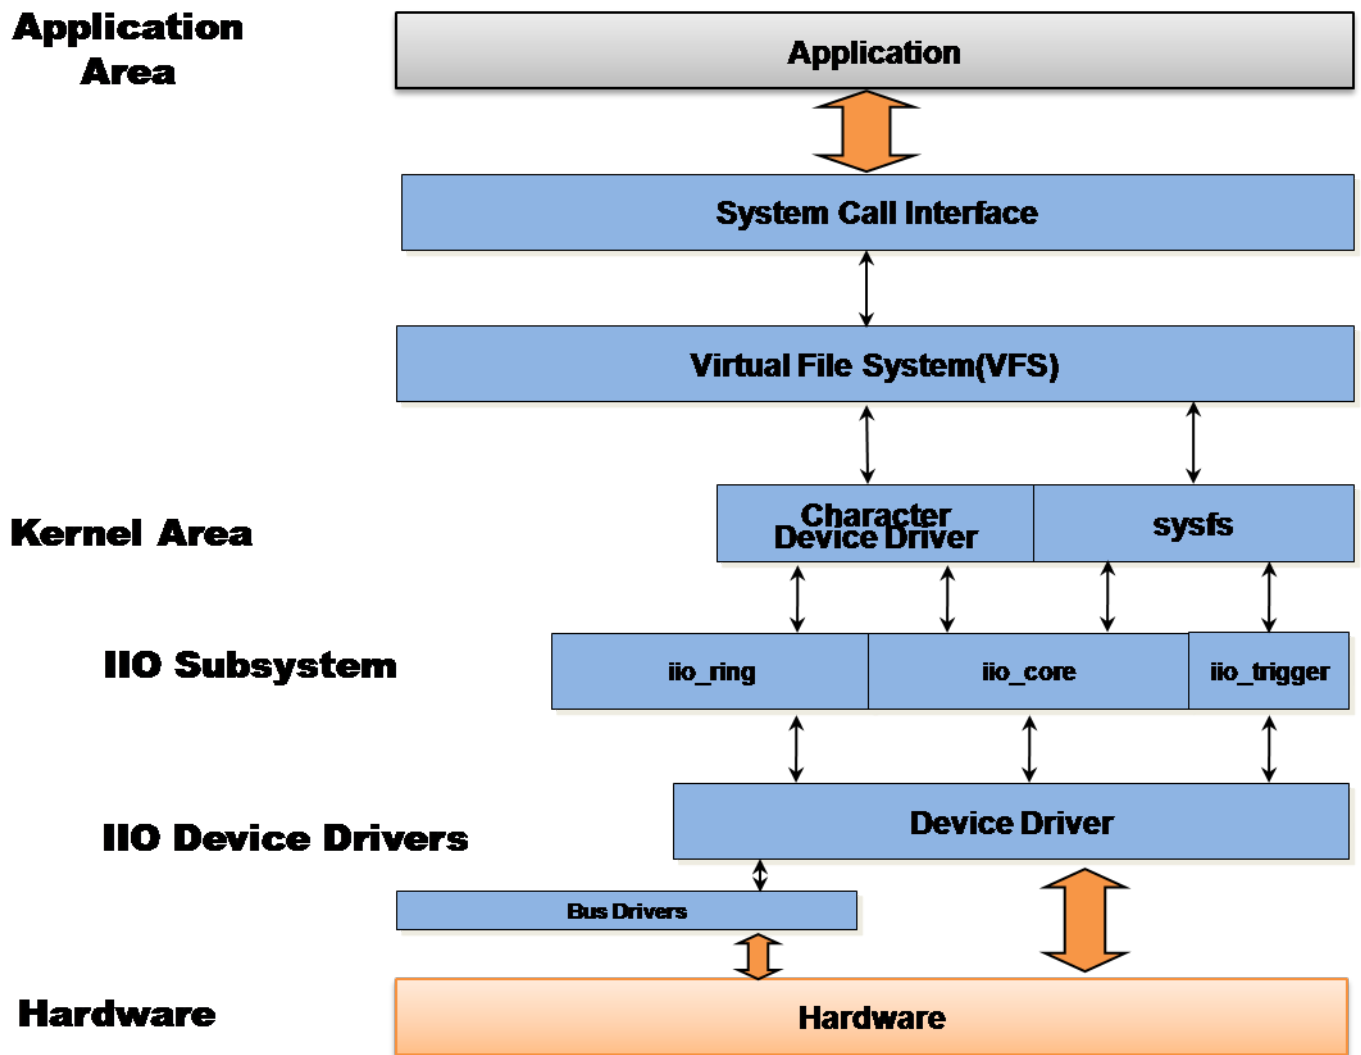 Application
Area
Application
System Call Interface
Virtual File System(VFS)
Kernel Area
Character
Device Driver
sysfs
IIO Subsystem
iio_ring
iio_core
iio_trigger
IIO Device Drivers
Device Driver
Bus Drivers
Hardware
Hardware